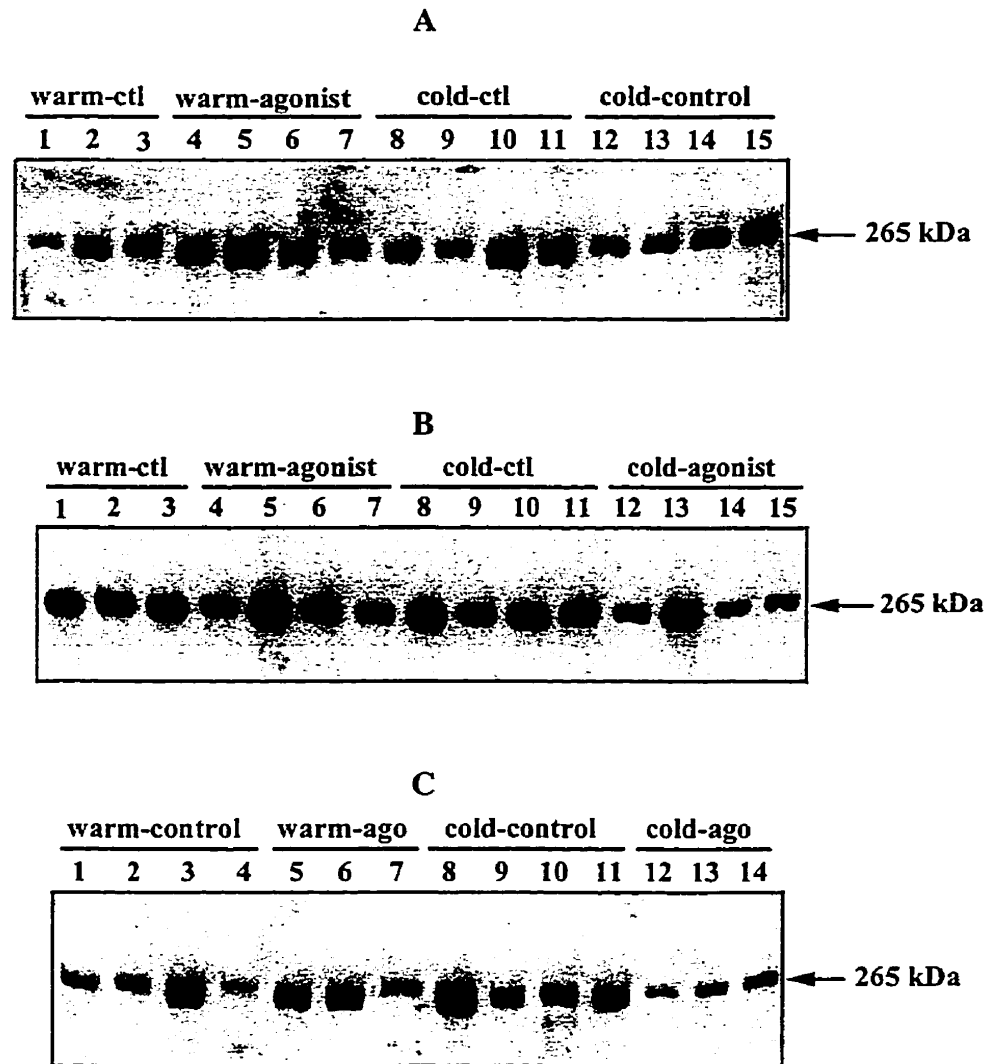 A
warm-ctl warm-agonist cold-ctl cold-control
1 2 3 4 5 6 7 8 9 10 11 12 13 14 15
265 kDa
B
warm-ctl warm-agonist cold-ctl cold-agonist
1 2 3 4 5 6 7 8 9 10 11 12 13 14 15
265 kDa
C
warm-control warm-ago cold-control cold-ago
1 2 3 4 5 6 7 8 9 10 11 12 13 14
265 kDa